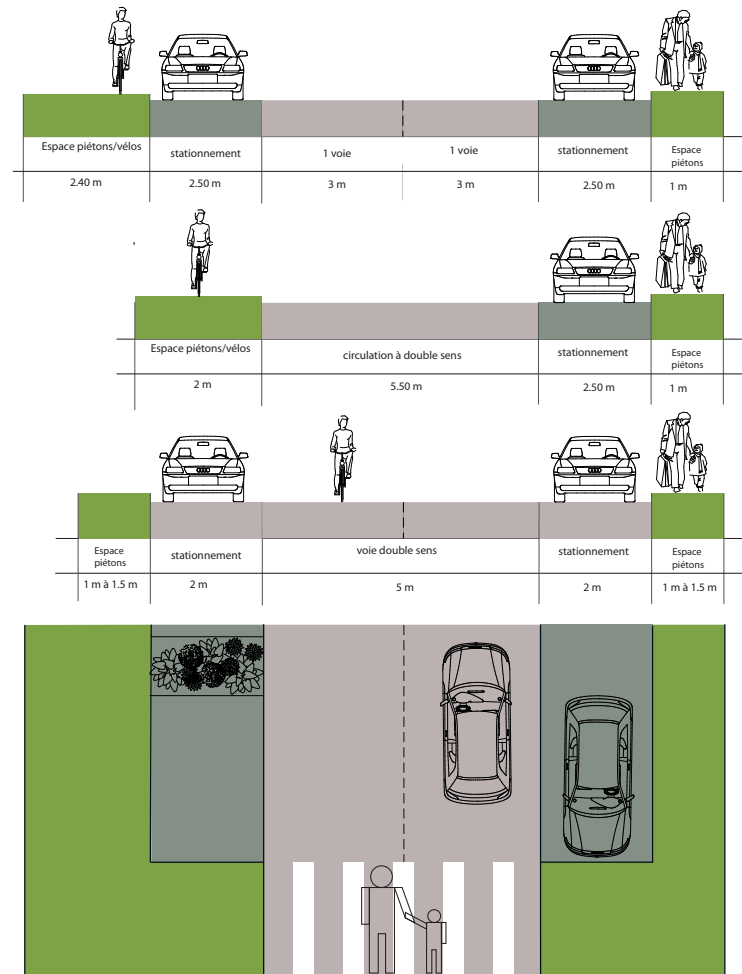 Espace piétons/vélos
stationnement
1 voie
1 voie
stationnement
Espace
piétons
2.40 m
2.50 m
3 m
3 m
2.50 m
1 m
Espace piétons/vélos
circulation à double sens
stationnement
Espace
piétons
2 m
5.50 m
2.50 m
1 m
Espace
piétons
stationnement
voie double sens
stationnement
Espace
piétons
1 m à 1.5 m
2 m
5 m
2 m
1 m à 1.5 m